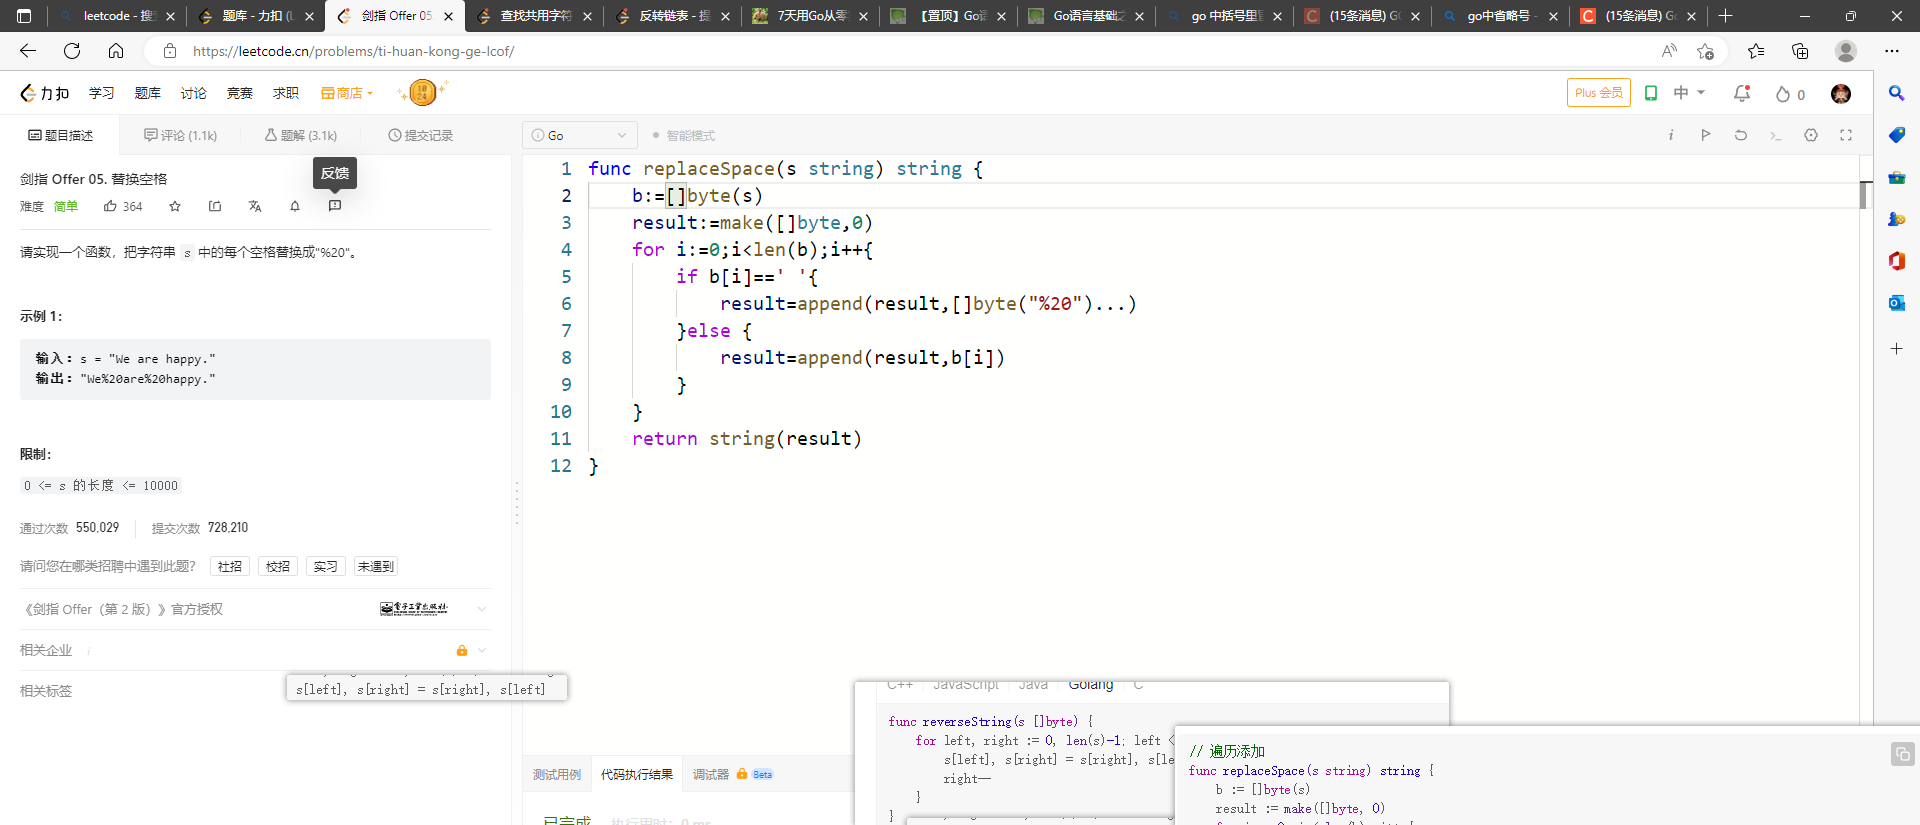 leetcode - 搜
题库 - 力扣 (L
剑指 Offer 05
查找共用字符
反转链表 - 搜
7天用Go从零
【置顶】Go语
Go语言基础之
go 中括号里
(15条消息) GO
go中省略号 -
(15条消息) Go
https://leetcode.cn/problems/ti-huan-kong-ge-lcof/
力扣 学习 题库 讨论 竞赛 求职 商店
Plus 会员 中 0
题目描述 评论 (1.1k) 题解 (3.1k) 提交记录
Go 智能模式
反馈
剑指 Offer 05. 替换空格
难度 简单 364
请实现一个函数，把字符串 s 中的每个空格替换成"%20"。
示例 1：
输入：s = "We are happy."
输出："We%20are%20happy."
限制：
0 <= s 的长度 <= 10000
通过次数 550,029 提交次数 728,210
请问您在哪类招聘中遇到此题？ 社招 校招 实习 未遇到
《剑指 Offer（第 2 版）》官方授权 电子工业出版社
相关企业 i
相关标签
s[left], s[right] = s[right], s[left]
1 func replaceSpace(s string) string {
2 b:=[]byte(s)
3 result:=make([]byte,0)
4 for i:=0;i<len(b);i++{
5 if b[i]==' '{
6 result=append(result,[]byte("%20")...)
7 }else {
8 result=append(result,b[i])
9 }
10 }
11 return string(result)
12 }
测试用例 代码执行结果 调试器 Beta
已完成 执行用时：0 ms
C++ JavaScript Java Golang C
func reverseString(s []byte) {
for left, right := 0, len(s)-1; left <
s[left], s[right] = s[right], s[le
right--
}
}
// 遍历添加
func replaceSpace(s string) string {
b := []byte(s)
result := make([]byte, 0)